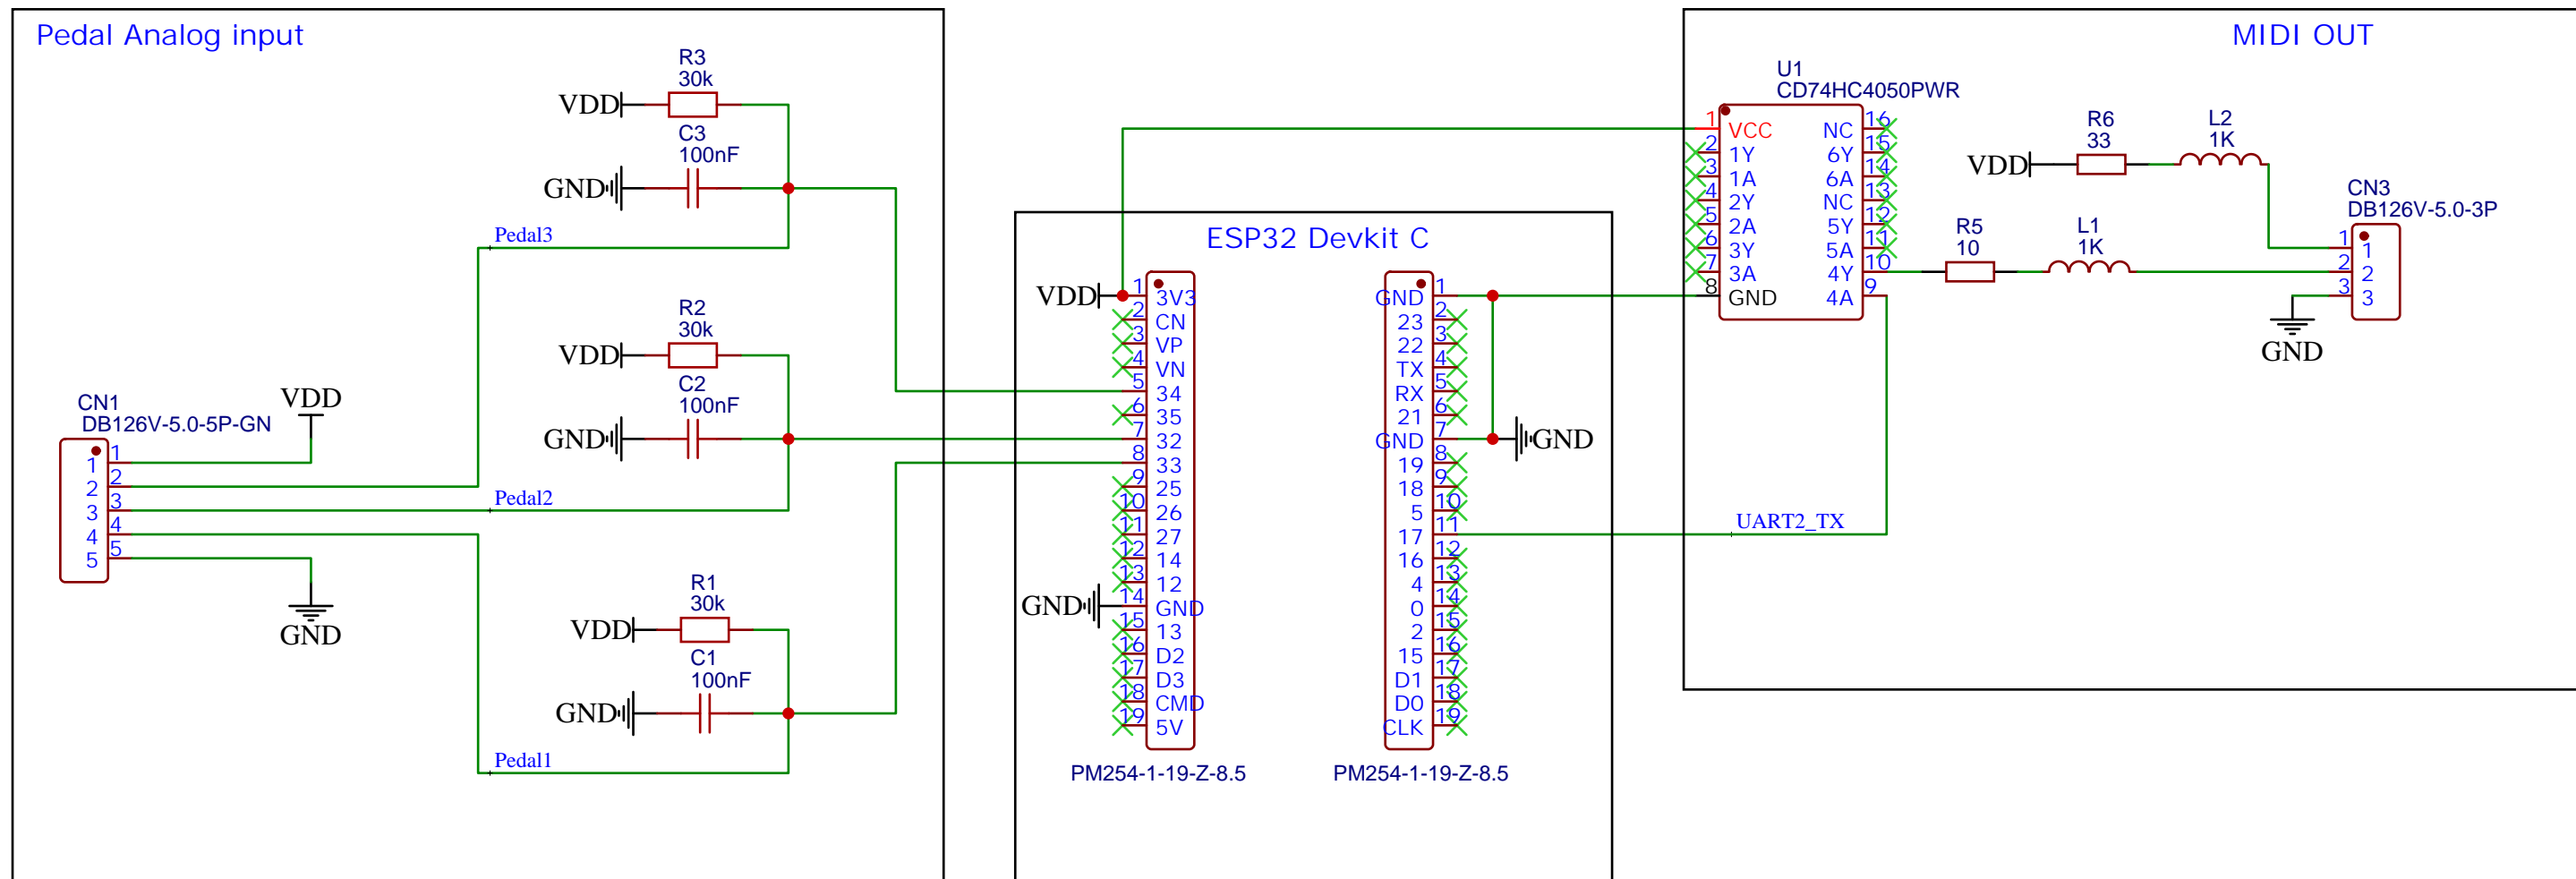 Pedal Analog input
R3
30k
VDD
C3
100nF
GND
Pedal3
R2
30k
VDD
C2
100nF
GND
Pedal2
CN1
DB126V-5.0-5P-GN
VDD
1 1
2 2
3 3
4 4
5 5
GND
R1
30k
VDD
C1
100nF
GND
Pedal1
ESP32 Devkit C
VDD
1 3V3
2 CN
3 VP
4 VN
5 34
6 35
7 32
8 33
9 25
10 26
11 27
12 14
13 12
GND
14 GND
15 13
16 D2
17 D3
18 CMD
19 5V
PM254-1-19-Z-8.5
GND 1
23 2
22 3
TX 4
RX 5
21 6
GND 7
GND
19 8
18 9
5 10
17 11
16 12
4 13
0 14
2 15
15 16
D1 17
D0 18
CLK 19
PM254-1-19-Z-8.5
MIDI OUT
U1
CD74HC4050PWR
1 VCC NC 16
2 1Y 6Y 15
3 1A 6A 14
4 2Y NC 13
5 2A 5Y 12
6 3Y 5A 11
7 3A 4Y 10
8 GND 4A 9
UART2_TX
R6
33
L2
1K
VDD
R5
10
L1
1K
CN3
DB126V-5.0-3P
1 1
2 2
3 3
GND